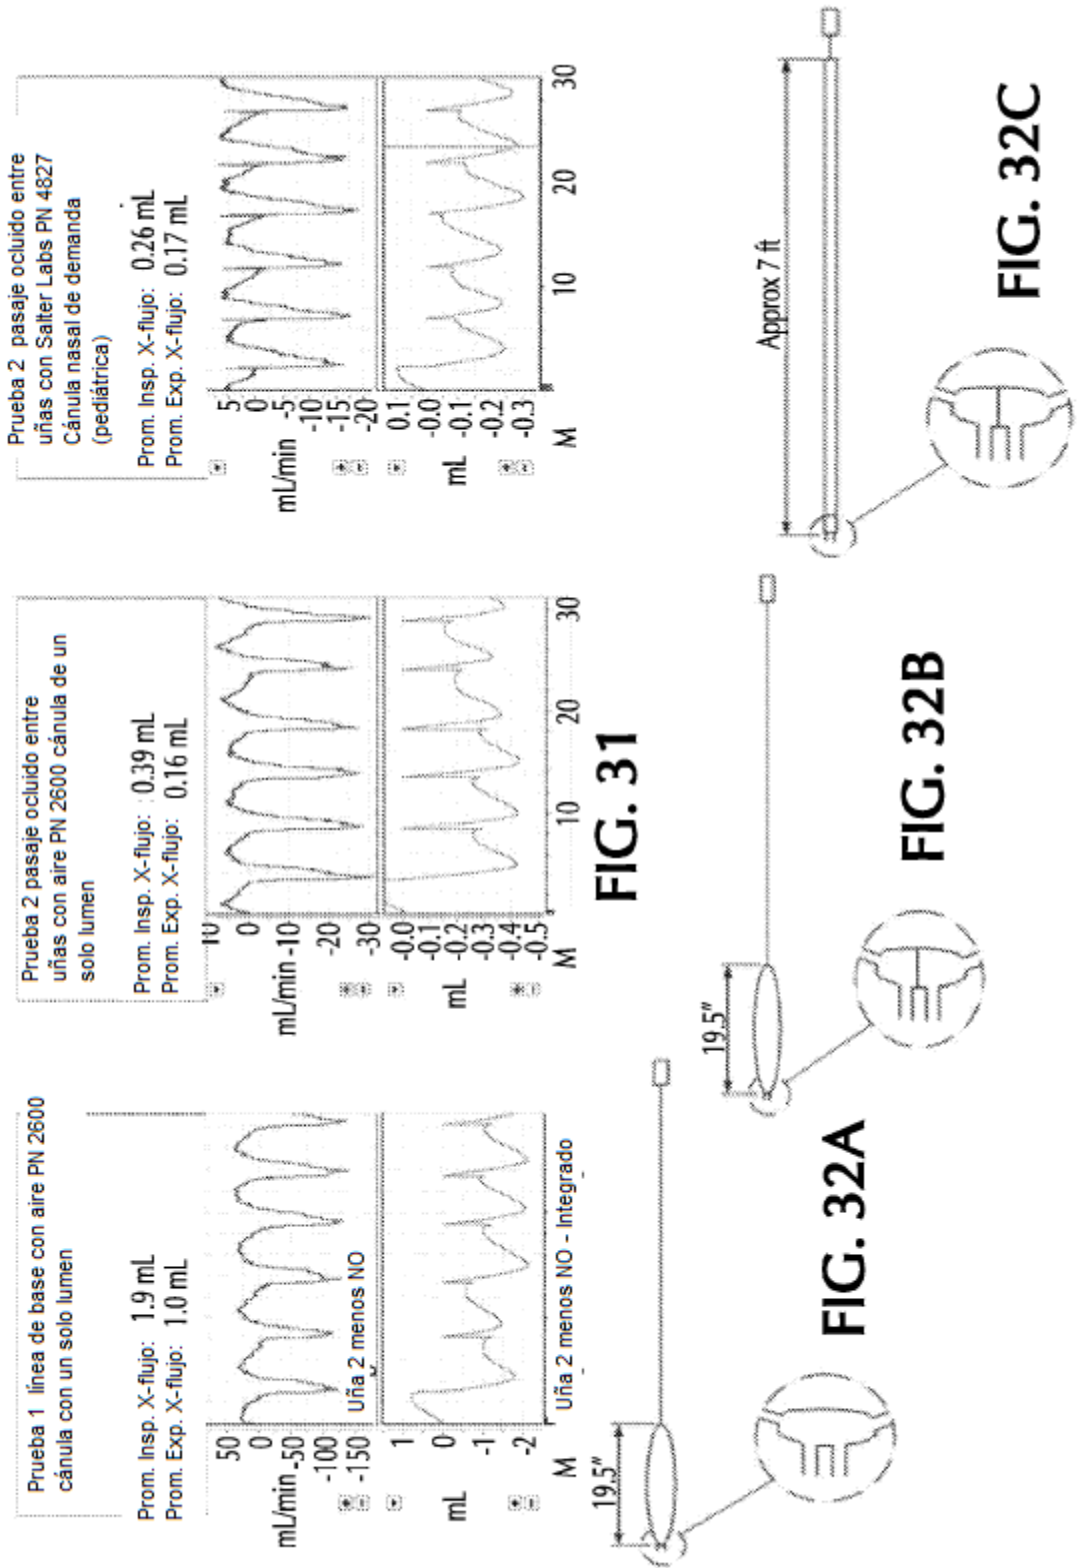 Prueba 1 línea de base con aire PN 2600
cánula con un solo lumen
Prom. Insp. X-flujo: 1.9 mL
Prom. Exp. X-flujo: 1.0 mL
50
0
-50
-100
-150
mL/min
Uña 2 menos NO
1
0
-1
-2
mL
M
Uña 2 menos NO - Integrado
Prueba 2 pasaje ocluido entre
uñas con aire PN 2600 cánula de un
solo lumen
Prom. Insp. X-flujo: : 0.39 mL
Prom. Exp. X-flujo: 0.16 mL
10
0
-10
-20
-30
mL/min
-0.0
-0.1
-0.2
-0.3
-0.4
-0.5
mL
M
10
20
30
Prueba 2 pasaje ocluido entre
uñas con Salter Labs PN 4827
Cánula nasal de demanda
(pediátrica)
Prom. Insp. X-flujo: 0.26 mL
Prom. Exp. X-flujo: 0.17 mL
5
0
-5
-10
-15
-20
mL/min
0.1
-0.0
-0.1
-0.2
-0.3
mL
M
10
20
30
FIG. 31
19.5"
FIG. 32A
19.5"
FIG. 32B
Approx 7 ft
FIG. 32C